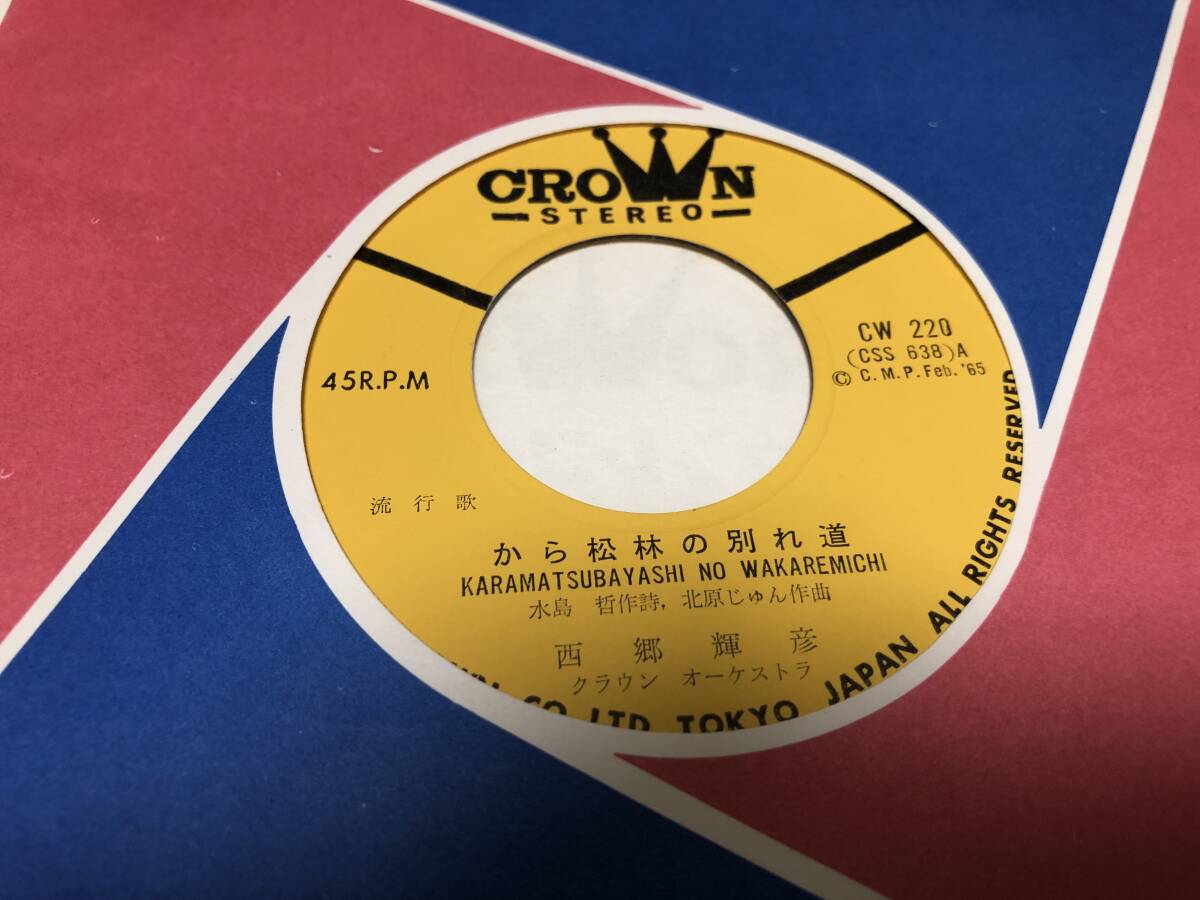 CROWN
STEREO
45R.P.M
CW 220
(CSS 638)A
Ⓒ C.M.P. Feb. '65
流行歌
から松林の別れ道
KARAMATSUBAYASHI NO WAKAREMICHI
水島 哲作詩, 北原じゅん作曲
西郷輝彦
クラウン オーケストラ
CO LTD TOKYO JAPAN ALL RIGHTS RESERVED